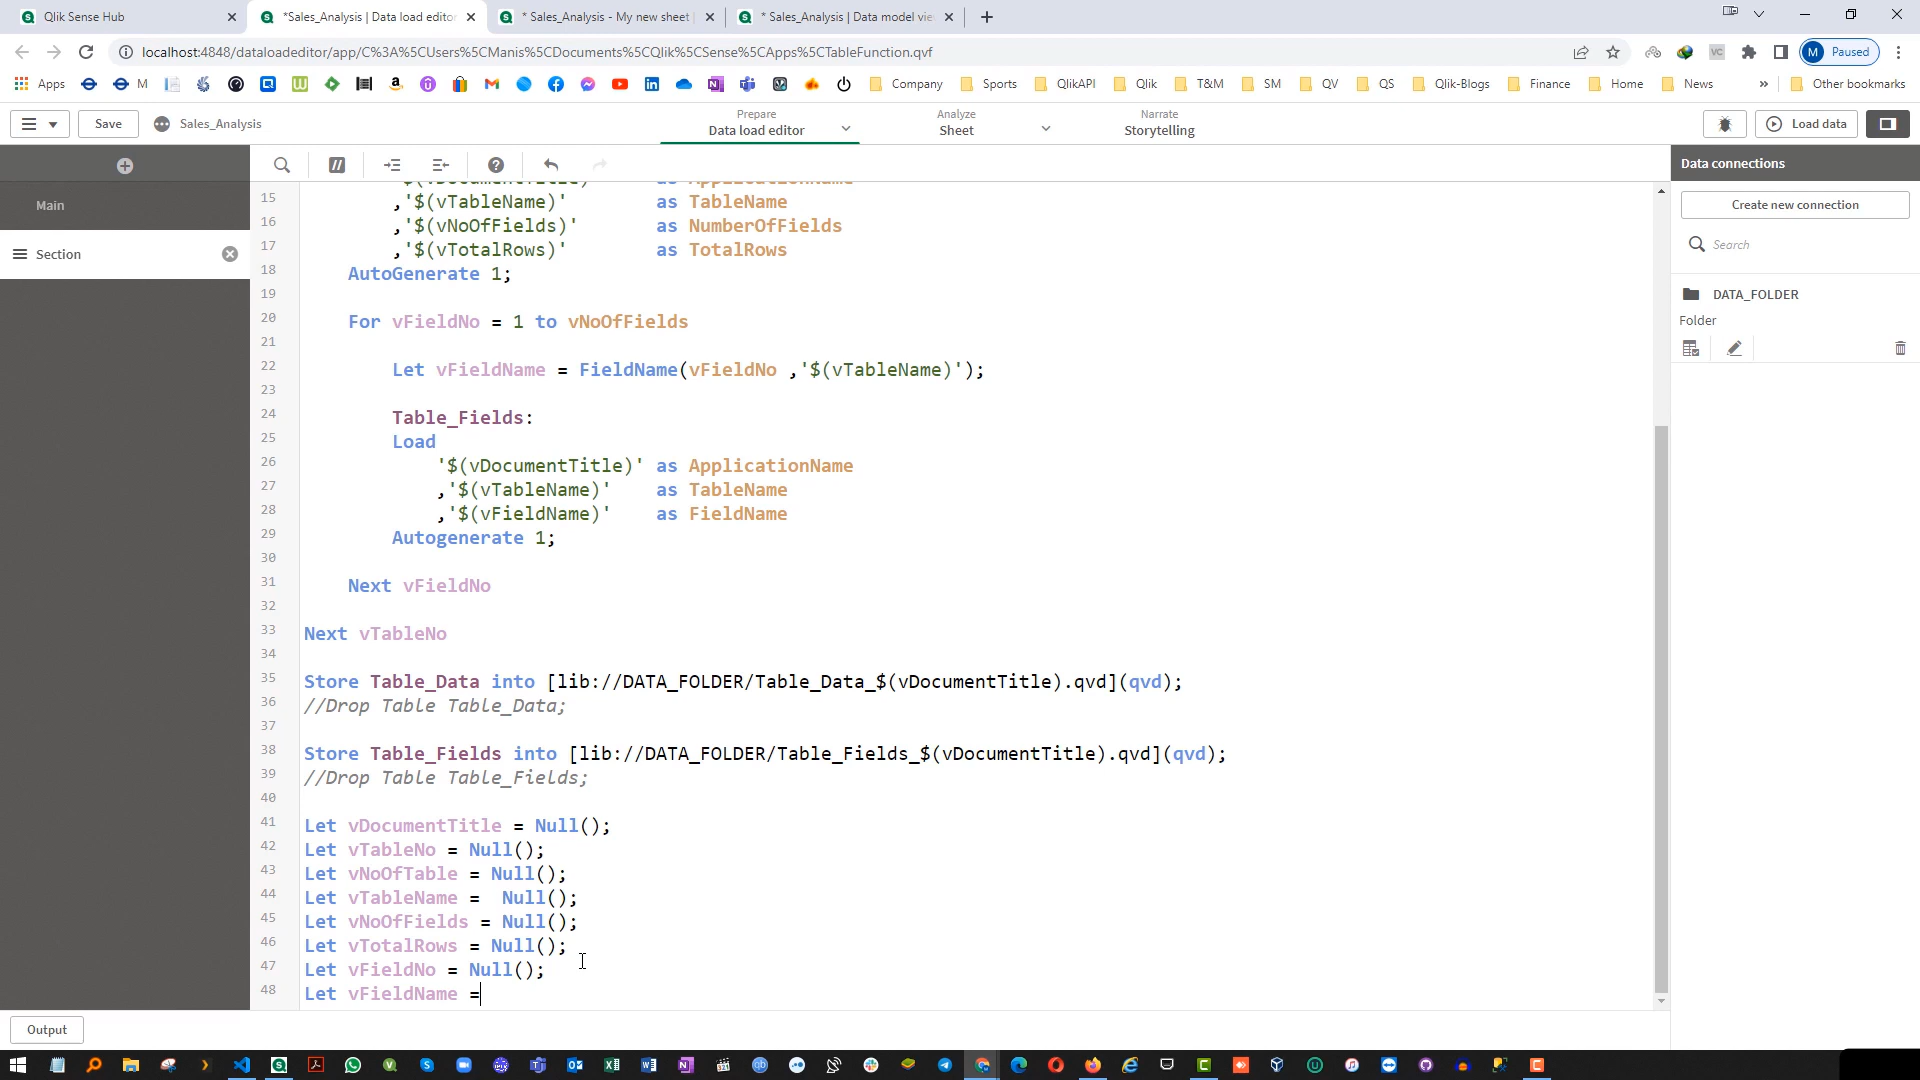 Qlik Sense Hub
*Sales_Analysis | Data load editor
* Sales_Analysis - My new sheet |
* Sales_Analysis | Data model vie
localhost:4848/dataloadeditor/app/C%3A%5CUsers%5CManis%5CDocuments%5CQlik%5CSense%5CApps%5CTableFunction.qvf
VC
M Paused
Apps
M
Company
Sports
QlikAPI
Qlik
T&M
SM
QV
QS
Qlik-Blogs
Finance
Home
News
»
Other bookmarks
Save
Sales_Analysis
Prepare
Data load editor
Analyze
Sheet
Narrate
Storytelling
Load data
Main
Section
15 ,'$(vTableName)' as TableName
16 ,'$(vNoOfFields)' as NumberOfFields
17 ,'$(vTotalRows)' as TotalRows
18 AutoGenerate 1;
19
20 For vFieldNo = 1 to vNoOfFields
21
22 Let vFieldName = FieldName(vFieldNo ,'$(vTableName)');
23
24 Table_Fields:
25 Load
26 '$(vDocumentTitle)' as ApplicationName
27 ,'$(vTableName)' as TableName
28 ,'$(vFieldName)' as FieldName
29 Autogenerate 1;
30
31 Next vFieldNo
32
33 Next vTableNo
34
35 Store Table_Data into [lib://DATA_FOLDER/Table_Data_$(vDocumentTitle).qvd](qvd);
36 //Drop Table Table_Data;
37
38 Store Table_Fields into [lib://DATA_FOLDER/Table_Fields_$(vDocumentTitle).qvd](qvd);
39 //Drop Table Table_Fields;
40
41 Let vDocumentTitle = Null();
42 Let vTableNo = Null();
43 Let vNoOfTable = Null();
44 Let vTableName =  Null();
45 Let vNoOfFields = Null();
46 Let vTotalRows = Null();
47 Let vFieldNo = Null();
48 Let vFieldName =
Data connections
Create new connection
Search
DATA_FOLDER
Folder
Output